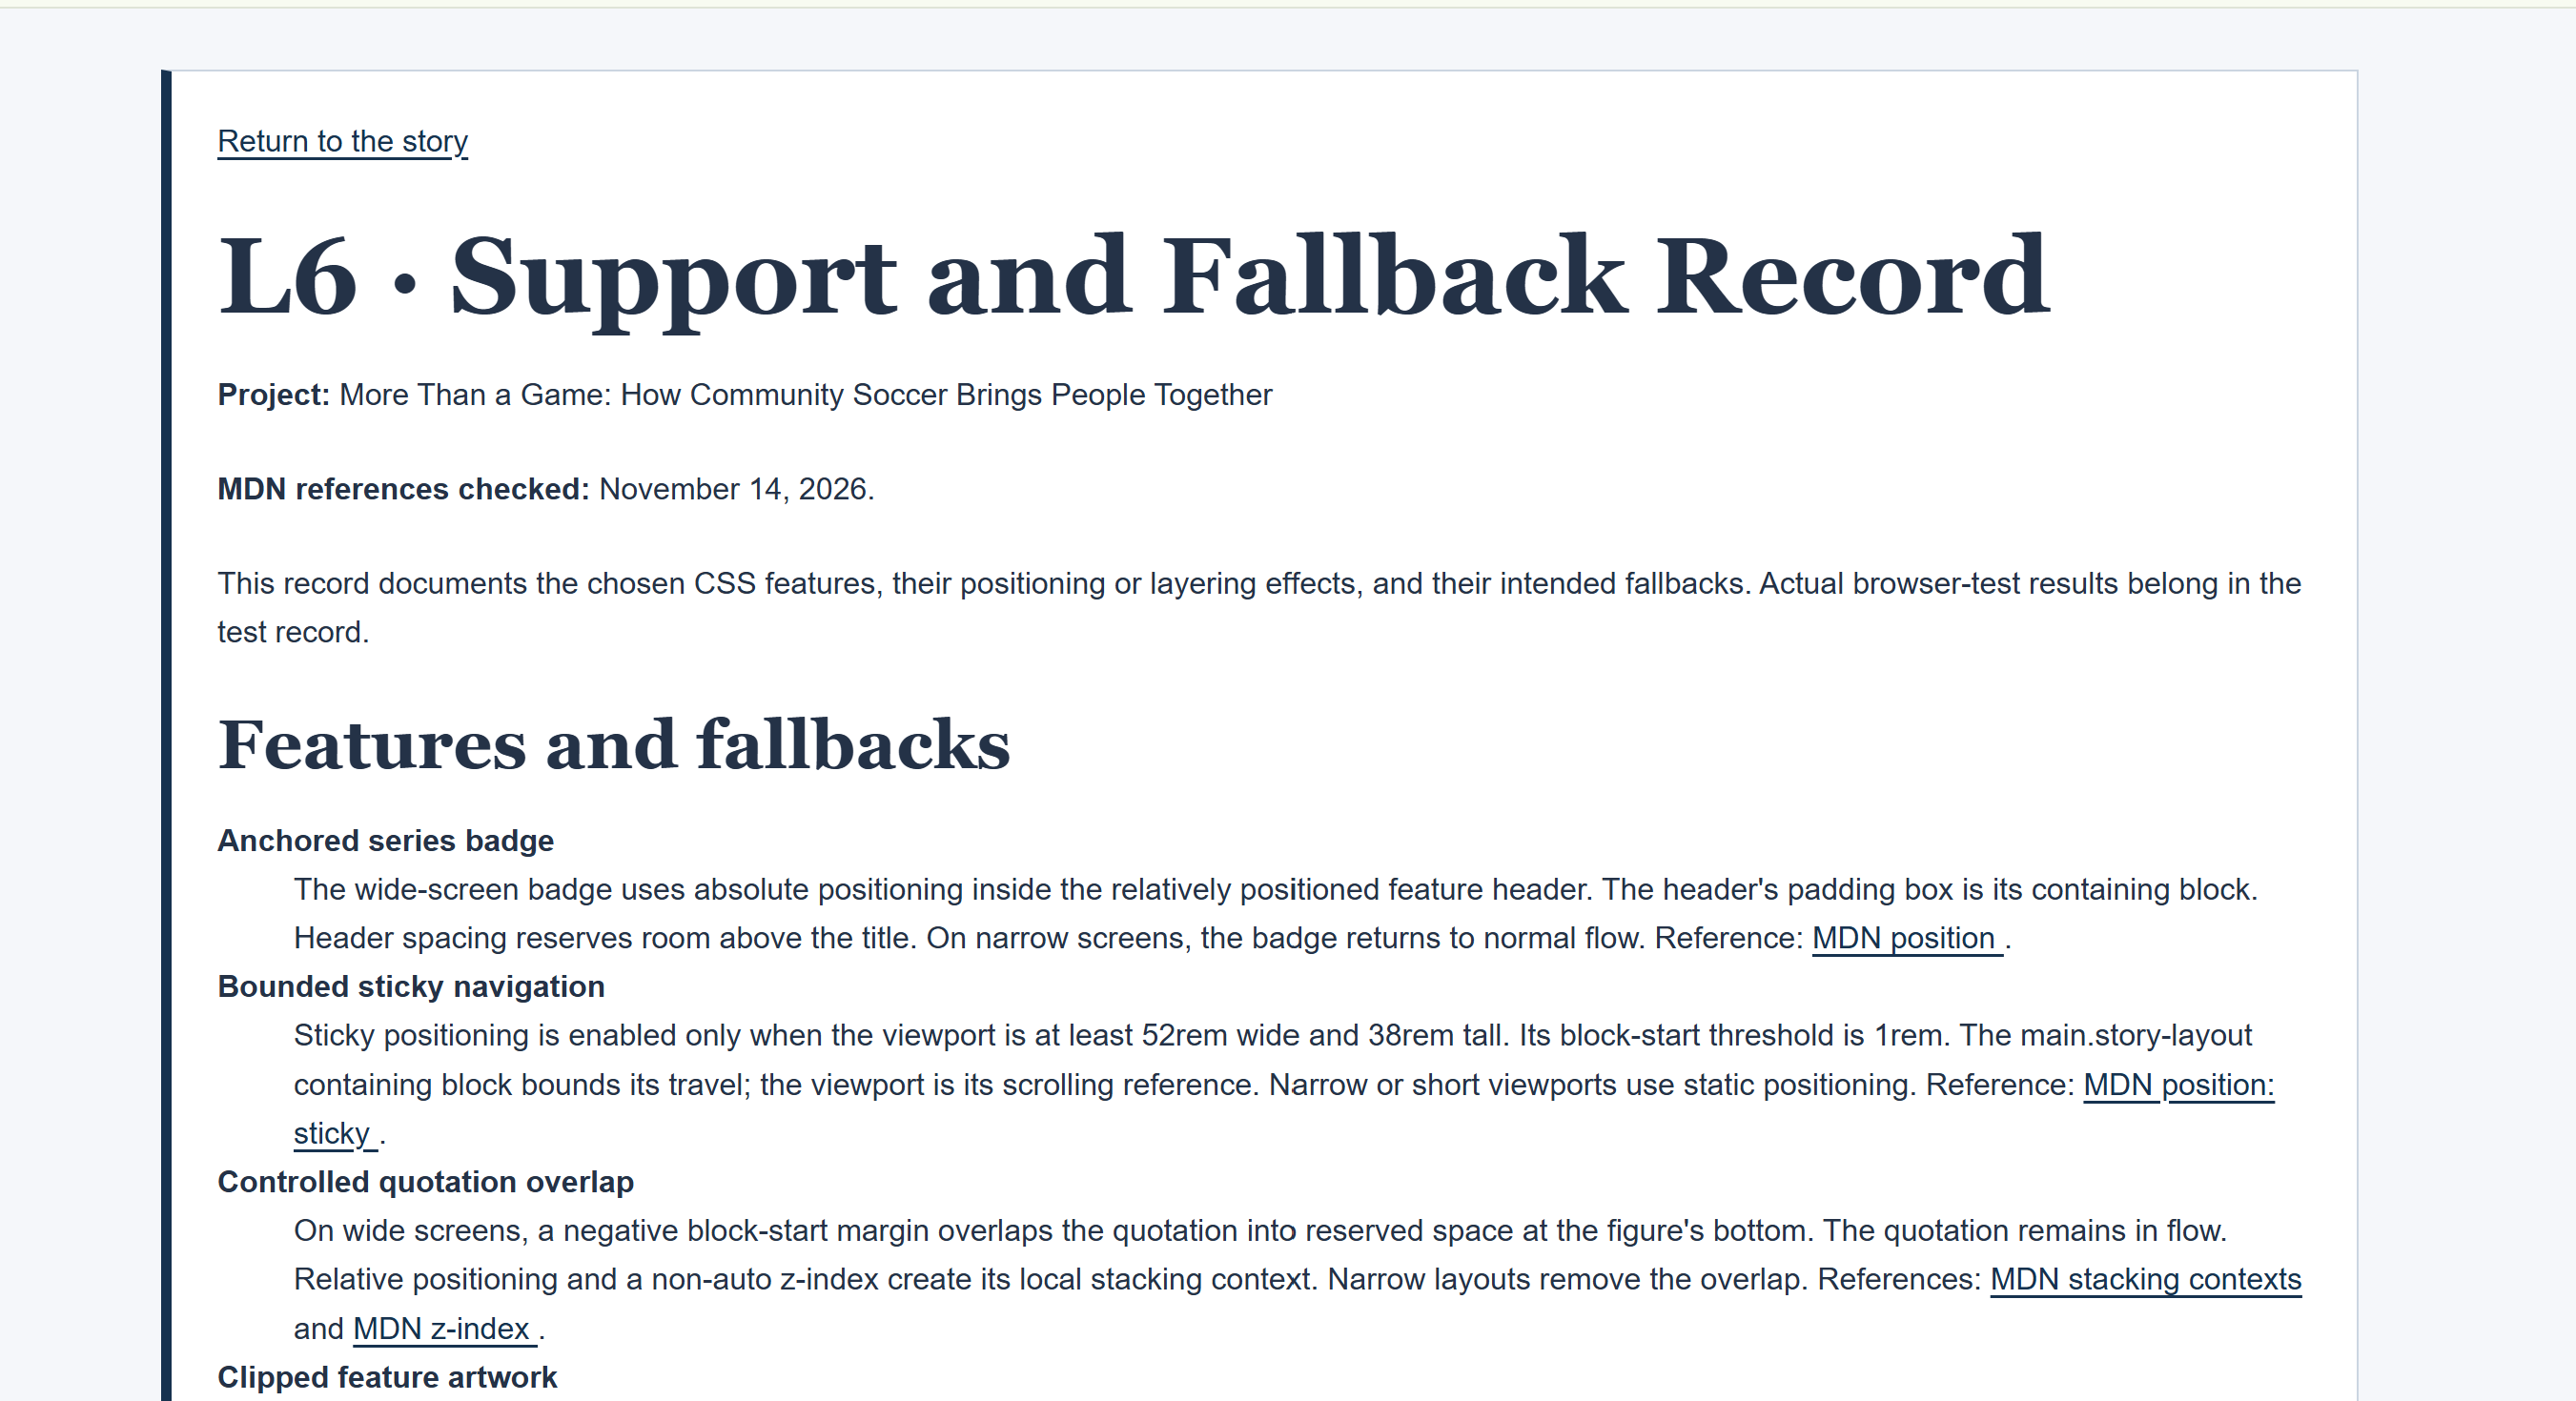 Return to the story
L6 · Support and Fallback Record
Project: More Than a Game: How Community Soccer Brings People Together
MDN references checked: November 14, 2026.
This record documents the chosen CSS features, their positioning or layering effects, and their intended fallbacks. Actual browser-test results belong in the
test record.
Features and fallbacks
Anchored series badge
The wide-screen badge uses absolute positioning inside the relatively positioned feature header. The header's padding box is its containing block.
Header spacing reserves room above the title. On narrow screens, the badge returns to normal flow. Reference: MDN position .
Bounded sticky navigation
Sticky positioning is enabled only when the viewport is at least 52rem wide and 38rem tall. Its block-start threshold is 1rem. The main.story-layout
containing block bounds its travel; the viewport is its scrolling reference. Narrow or short viewports use static positioning. Reference: MDN position:
sticky .
Controlled quotation overlap
On wide screens, a negative block-start margin overlaps the quotation into reserved space at the figure's bottom. The quotation remains in flow.
Relative positioning and a non-auto z-index create its local stacking context. Narrow layouts remove the overlap. References: MDN stacking contexts
and MDN z-index .
Clipped feature artwork